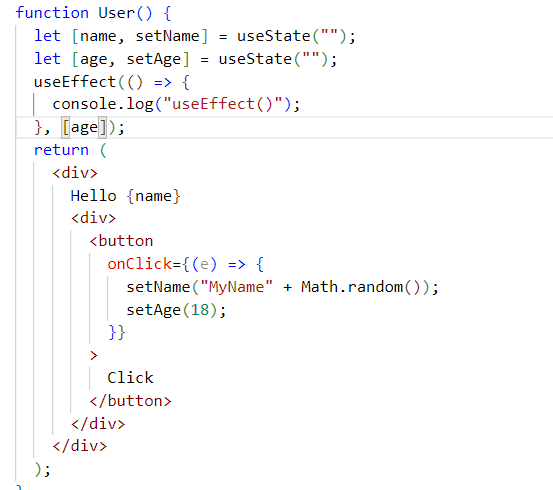 function User() {
let [name, setName] = useState("");
let [age, setAge] = useState("");
useEffect(() => {
console.log("useEffect()");
}, [age]);
return (
<div>
Hello {name}
<div>
<button
onClick={(e) => {
setName("MyName" + Math.random());
setAge(18);
}}
>
Click
</button>
</div>
</div>
);
}